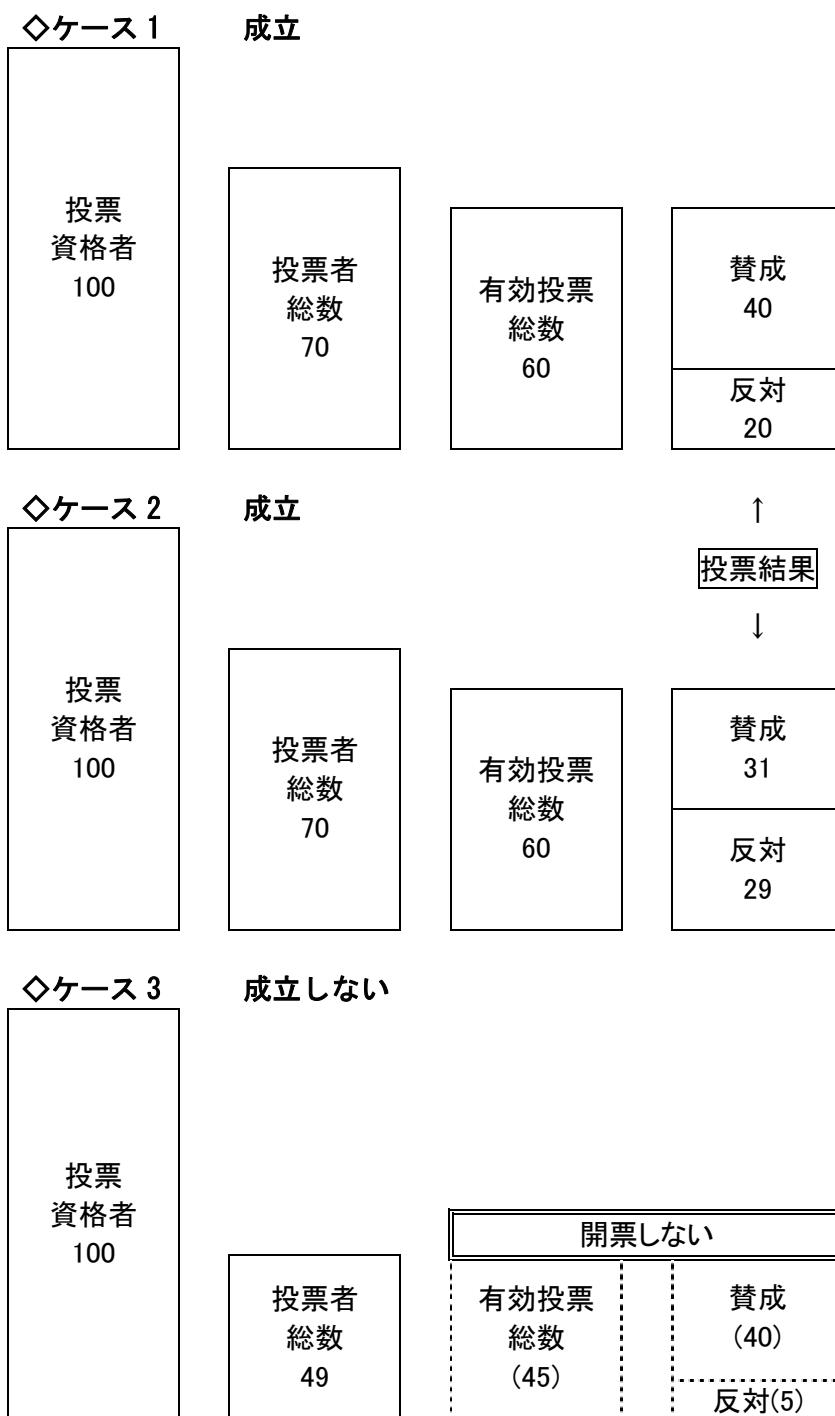 ◇ケース1 成立
投票
資格者
100
投票者
総数
70
有効投票
総数
60
賛成
40
反対
20
◇ケース2 成立
↑
投票結果
↓
投票
資格者
100
投票者
総数
70
有効投票
総数
60
賛成
31
反対
29
◇ケース3 成立しない
投票
資格者
100
投票者
総数
49
開票しない
有効投票
総数
(45)
賛成
(40)
反対(5)